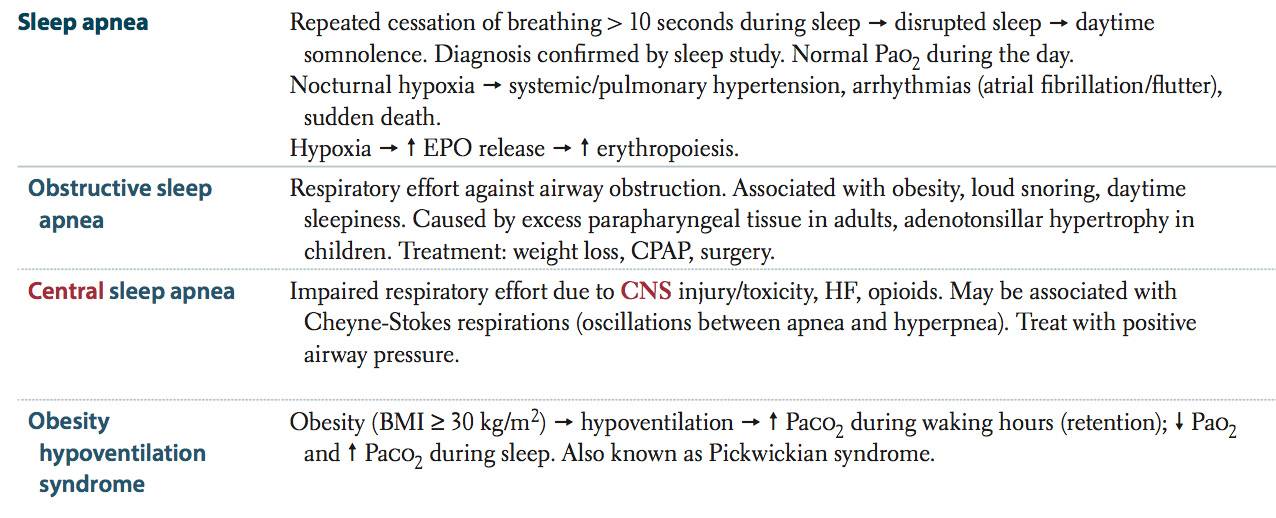 Sleep apnea
Repeated cessation of breathing > 10 seconds during sleep → disrupted sleep → daytime
somnolence. Diagnosis confirmed by sleep study. Normal PaO₂ during the day.
Nocturnal hypoxia → systemic/pulmonary hypertension, arrhythmias (atrial fibrillation/flutter),
sudden death.
Hypoxia → ↑ EPO release → ↑ erythropoiesis.
Obstructive sleep
apnea
Respiratory effort against airway obstruction. Associated with obesity, loud snoring, daytime
sleepiness. Caused by excess parapharyngeal tissue in adults, adenotonsillar hypertrophy in
children. Treatment: weight loss, CPAP, surgery.
Central sleep apnea
Impaired respiratory effort due to CNS injury/toxicity, HF, opioids. May be associated with
Cheyne-Stokes respirations (oscillations between apnea and hyperpnea). Treat with positive
airway pressure.
Obesity
hypoventilation
syndrome
Obesity (BMI ≥ 30 kg/m²) → hypoventilation → ↑ PaCO₂ during waking hours (retention); ↓ PaO₂
and ↑ PaCO₂ during sleep. Also known as Pickwickian syndrome.